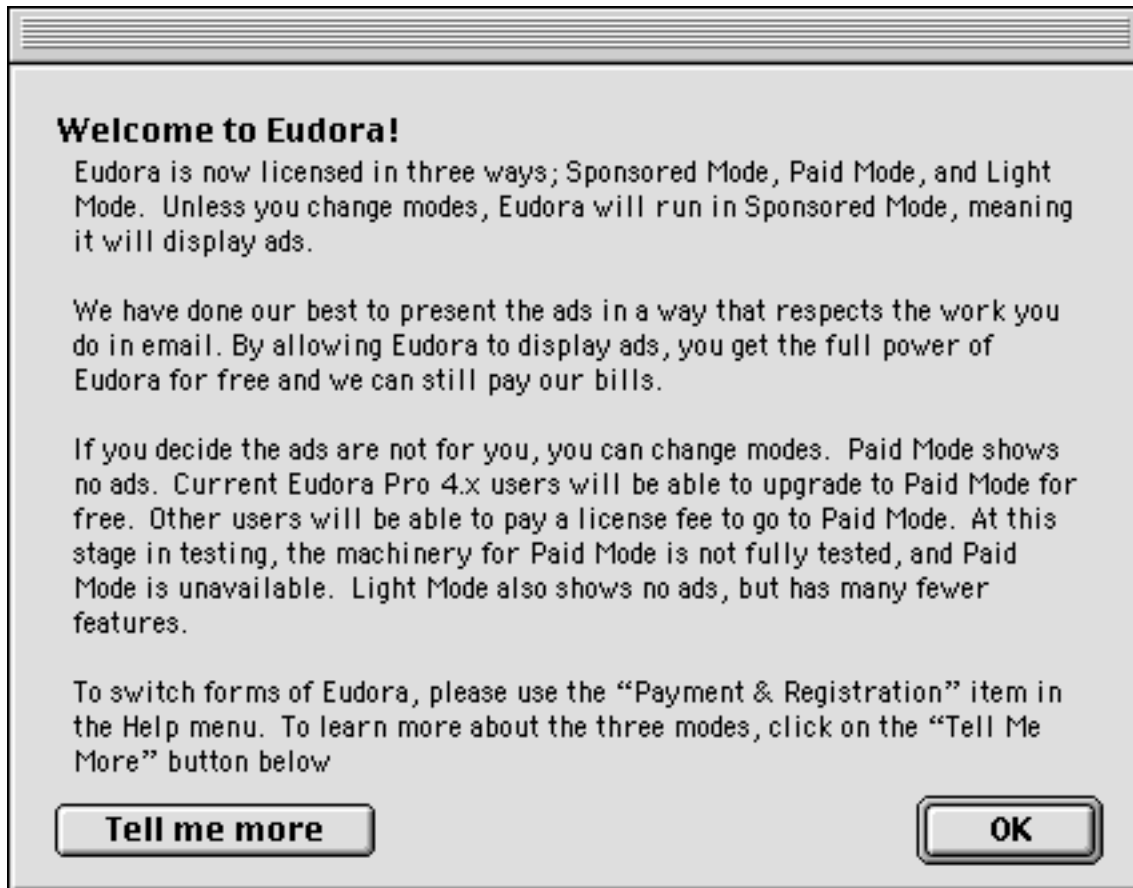 Welcome to Eudora!
Eudora is now licensed in three ways; Sponsored Mode, Paid Mode, and Light
Mode.  Unless you change modes, Eudora will run in Sponsored Mode, meaning
it will display ads.
We have done our best to present the ads in a way that respects the work you
do in email. By allowing Eudora to display ads, you get the full power of
Eudora for free and we can still pay our bills.
If you decide the ads are not for you, you can change modes.  Paid Mode shows
no ads.  Current Eudora Pro 4.x users will be able to upgrade to Paid Mode for
free.  Other users will be able to pay a license fee to go to Paid Mode.  At this
stage in testing, the machinery for Paid Mode is not fully tested, and Paid
Mode is unavailable.  Light Mode also shows no ads, but has many fewer
features.
To switch forms of Eudora, please use the “Payment & Registration” item in
the Help menu.  To learn more about the three modes, click on the “Tell Me
More” button below
Tell me more
OK